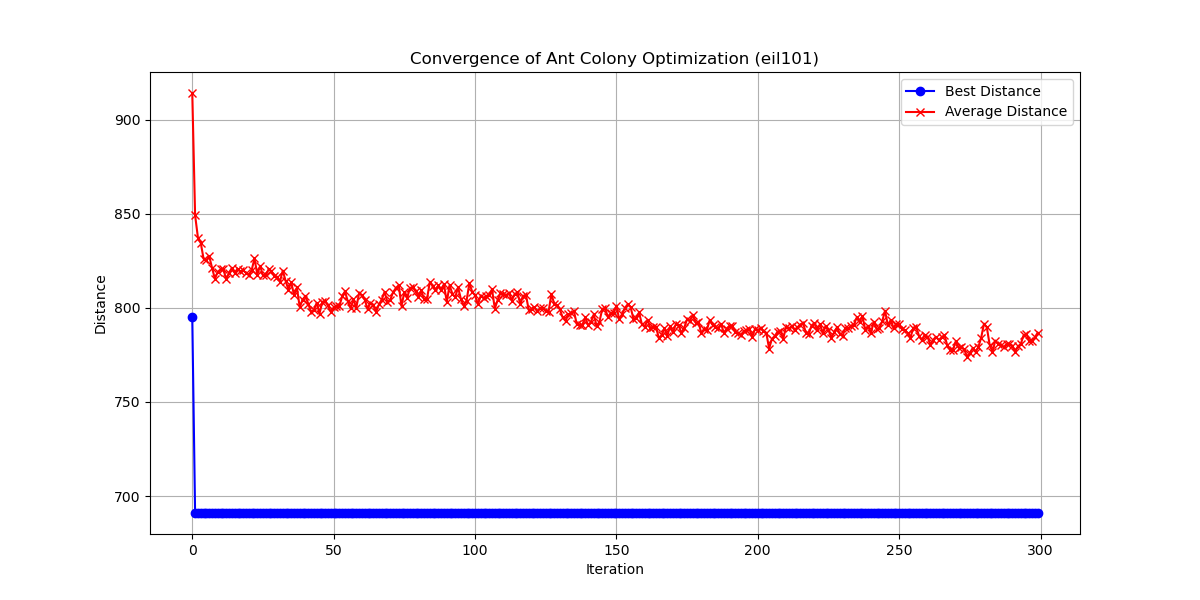 Convergence of Ant Colony Optimization (eil101)
Best Distance
Average Distance
900
850
800
750
700
Distance
0 50 100 150 200 250 300
Iteration